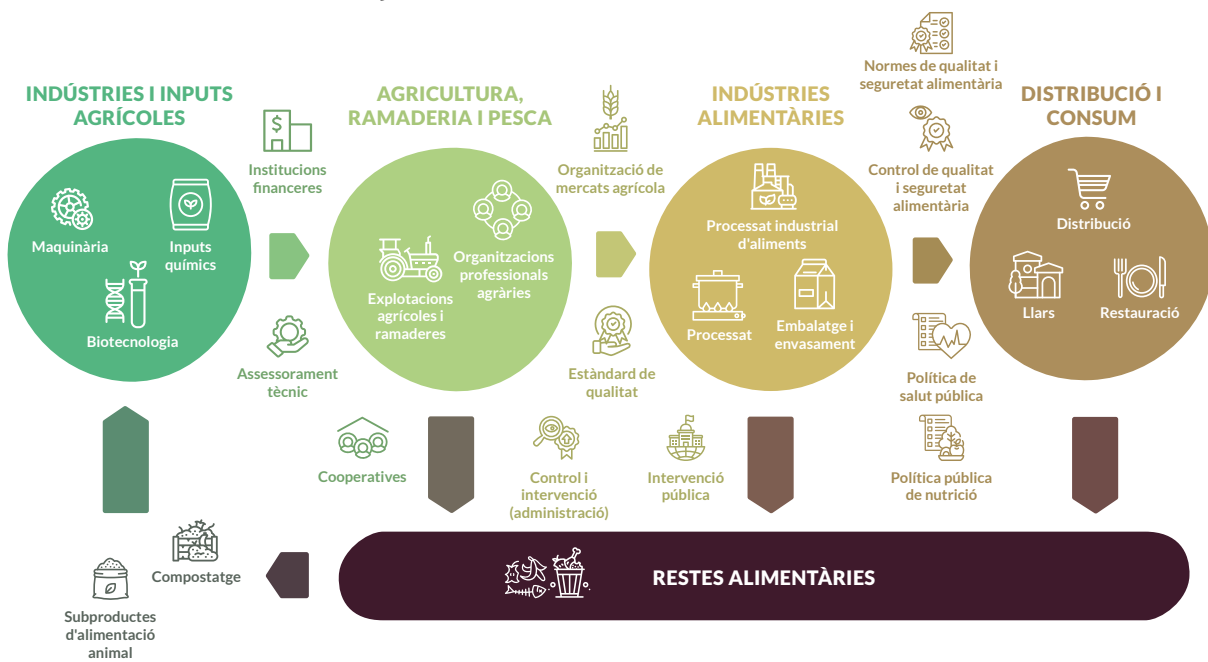 INDÚSTRIES I INPUTS
AGRÍCOLES
Maquinària
Inputs
químics
Biotecnologia
$
Institucions
financeres
Assessorament
tècnic
AGRICULTURA,
RAMADERIA I PESCA
Organitzacions
professionals
agràries
Explotacions
agrícoles i
ramaderes
Organització de
mercats agrícola
Estàndard de
qualitat
INDÚSTRIES
ALIMENTÀRIES
Processat industrial
d'aliments
Processat
Embalatge i
envasament
Normes de qualitat i
seguretat alimentària
Control de qualitat
i seguretat
alimentària
Política de
salut pública
Política pública
de nutrició
DISTRIBUCIÓ I
CONSUM
Distribució
Llars
Restauració
Cooperatives
Control i
intervenció
(administració)
Intervenció
pública
RESTES ALIMENTÀRIES
Compostatge
Subproductes
d'alimentació
animal